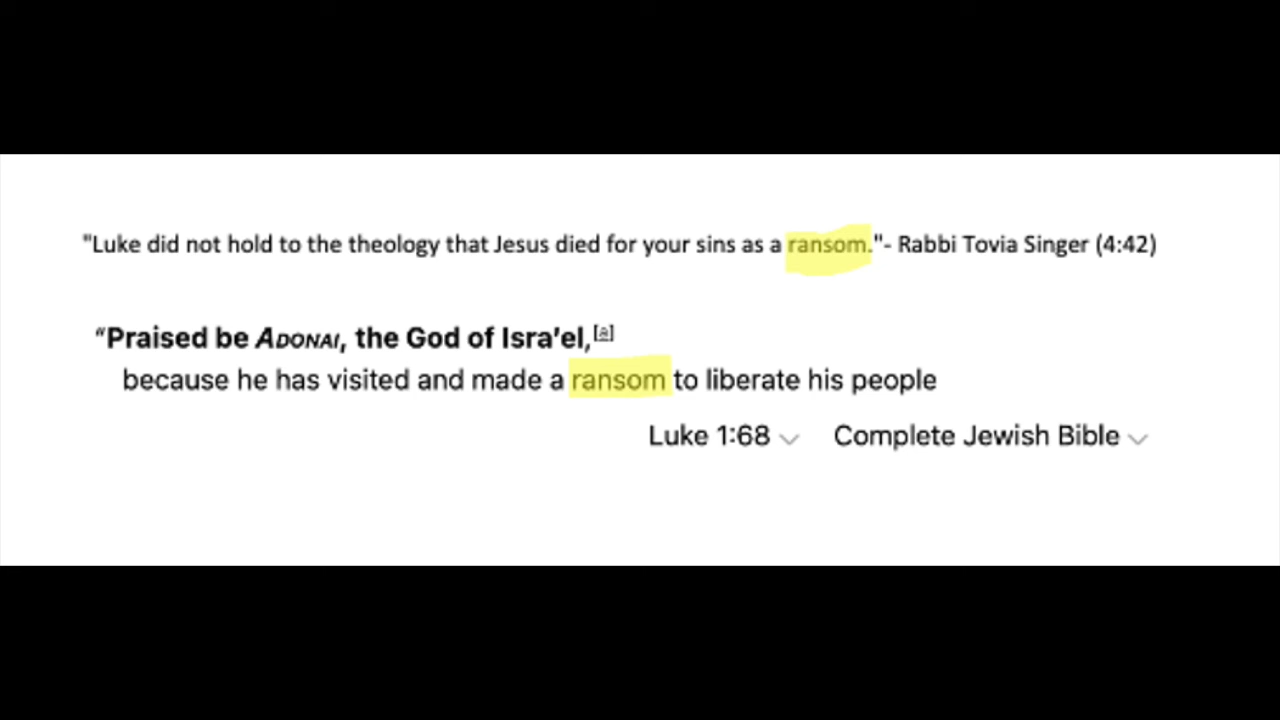 "Luke did not hold to the theology that Jesus died for your sins as a ransom."- Rabbi Tovia Singer (4:42)
“Praised be ADONAI, the God of Isra’el,[a]
because he has visited and made a ransom to liberate his people
Luke 1:68 Complete Jewish Bible